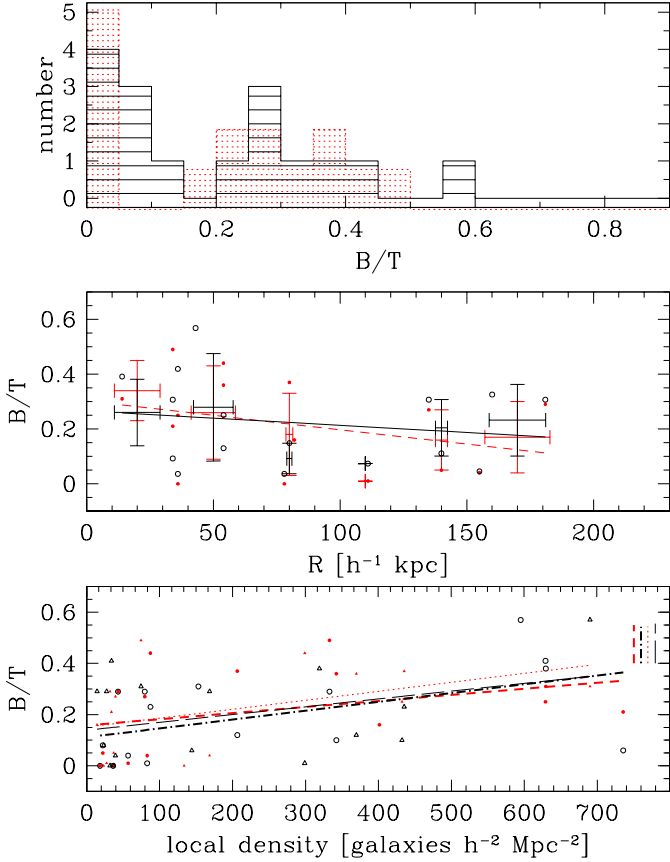 5
4
3
2
1
0
number
0 0.2 0.4 0.6 0.8
B/T
0.6
0.4
0.2
0
B/T
0 50 100 150 200
R [h⁻¹ kpc]
0.6
0.4
0.2
0
B/T
0 100 200 300 400 500 600 700
local density [galaxies h⁻² Mpc⁻²]